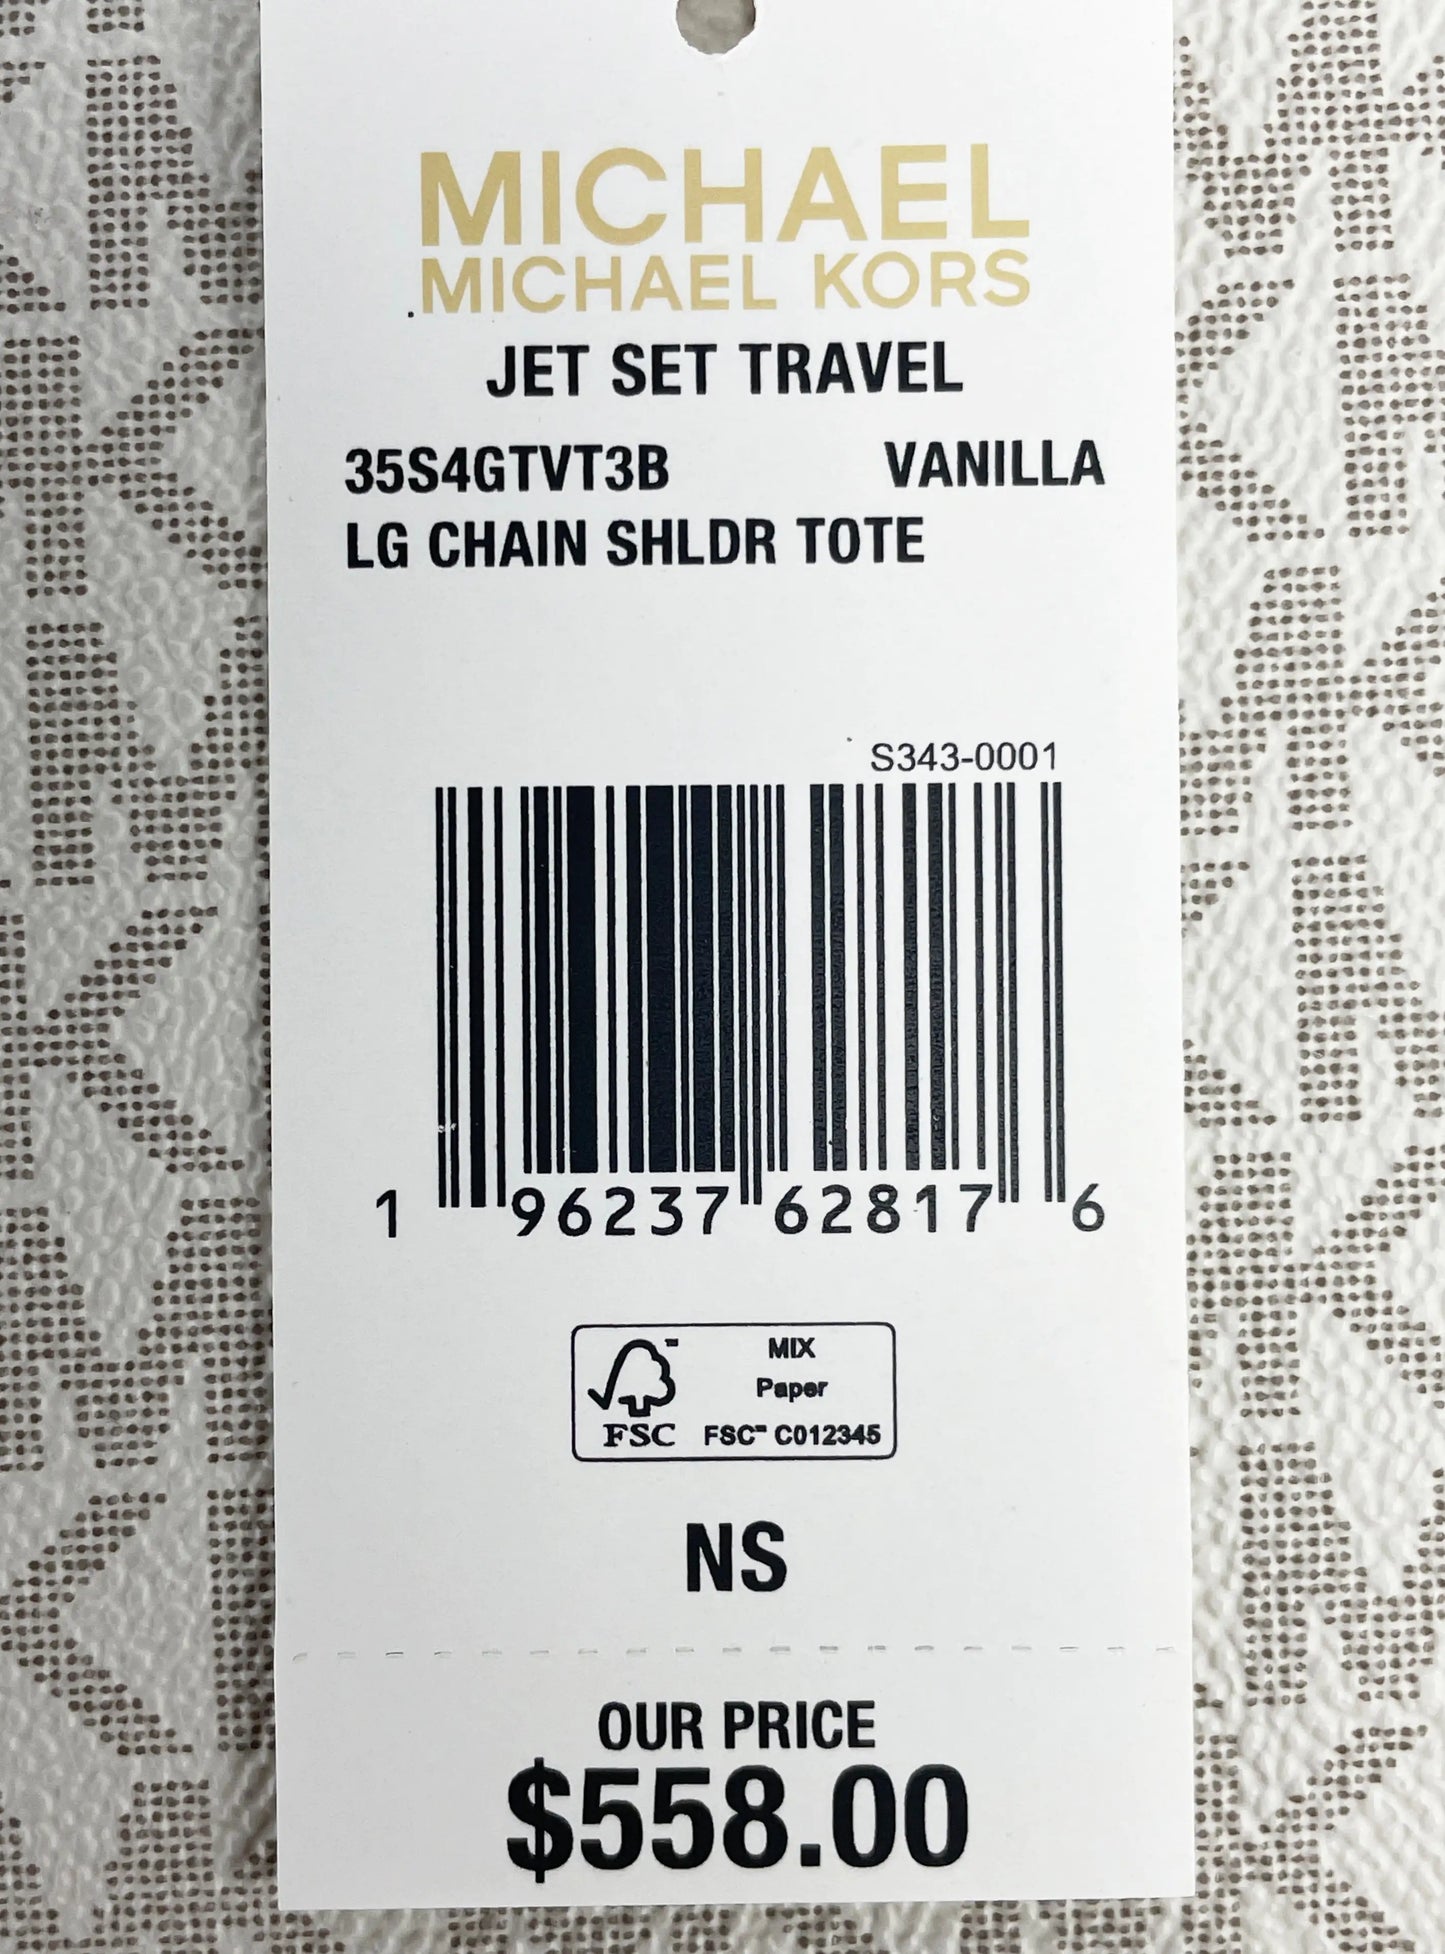 MICHAEL
MICHAEL KORS
JET SET TRAVEL
35S4GTVT3B VANILLA
LG CHAIN SHLDR TOTE
S343-0001
1 96237 62817 6
MIX
Paper
FSC FSC™ C012345
NS
OUR PRICE
$558.00